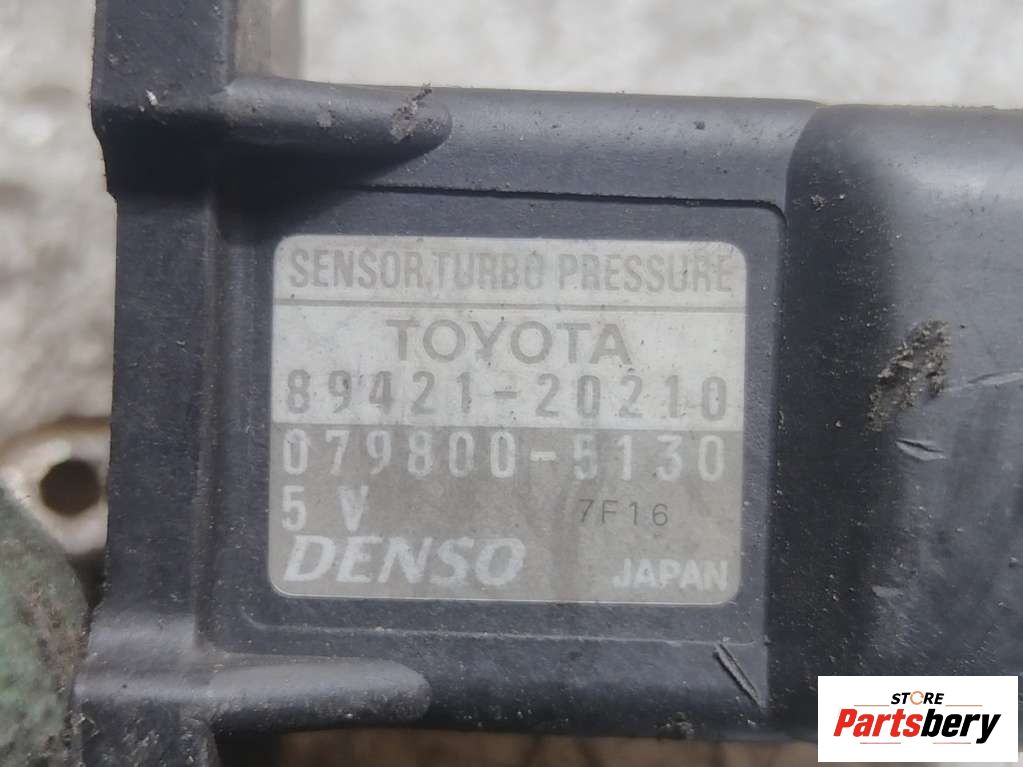 SENSOR,TURBO PRESSURE
TOYOTA
89421-20210
079800-5130
5 V 7F16
DENSO JAPAN
STORE
Partsbery